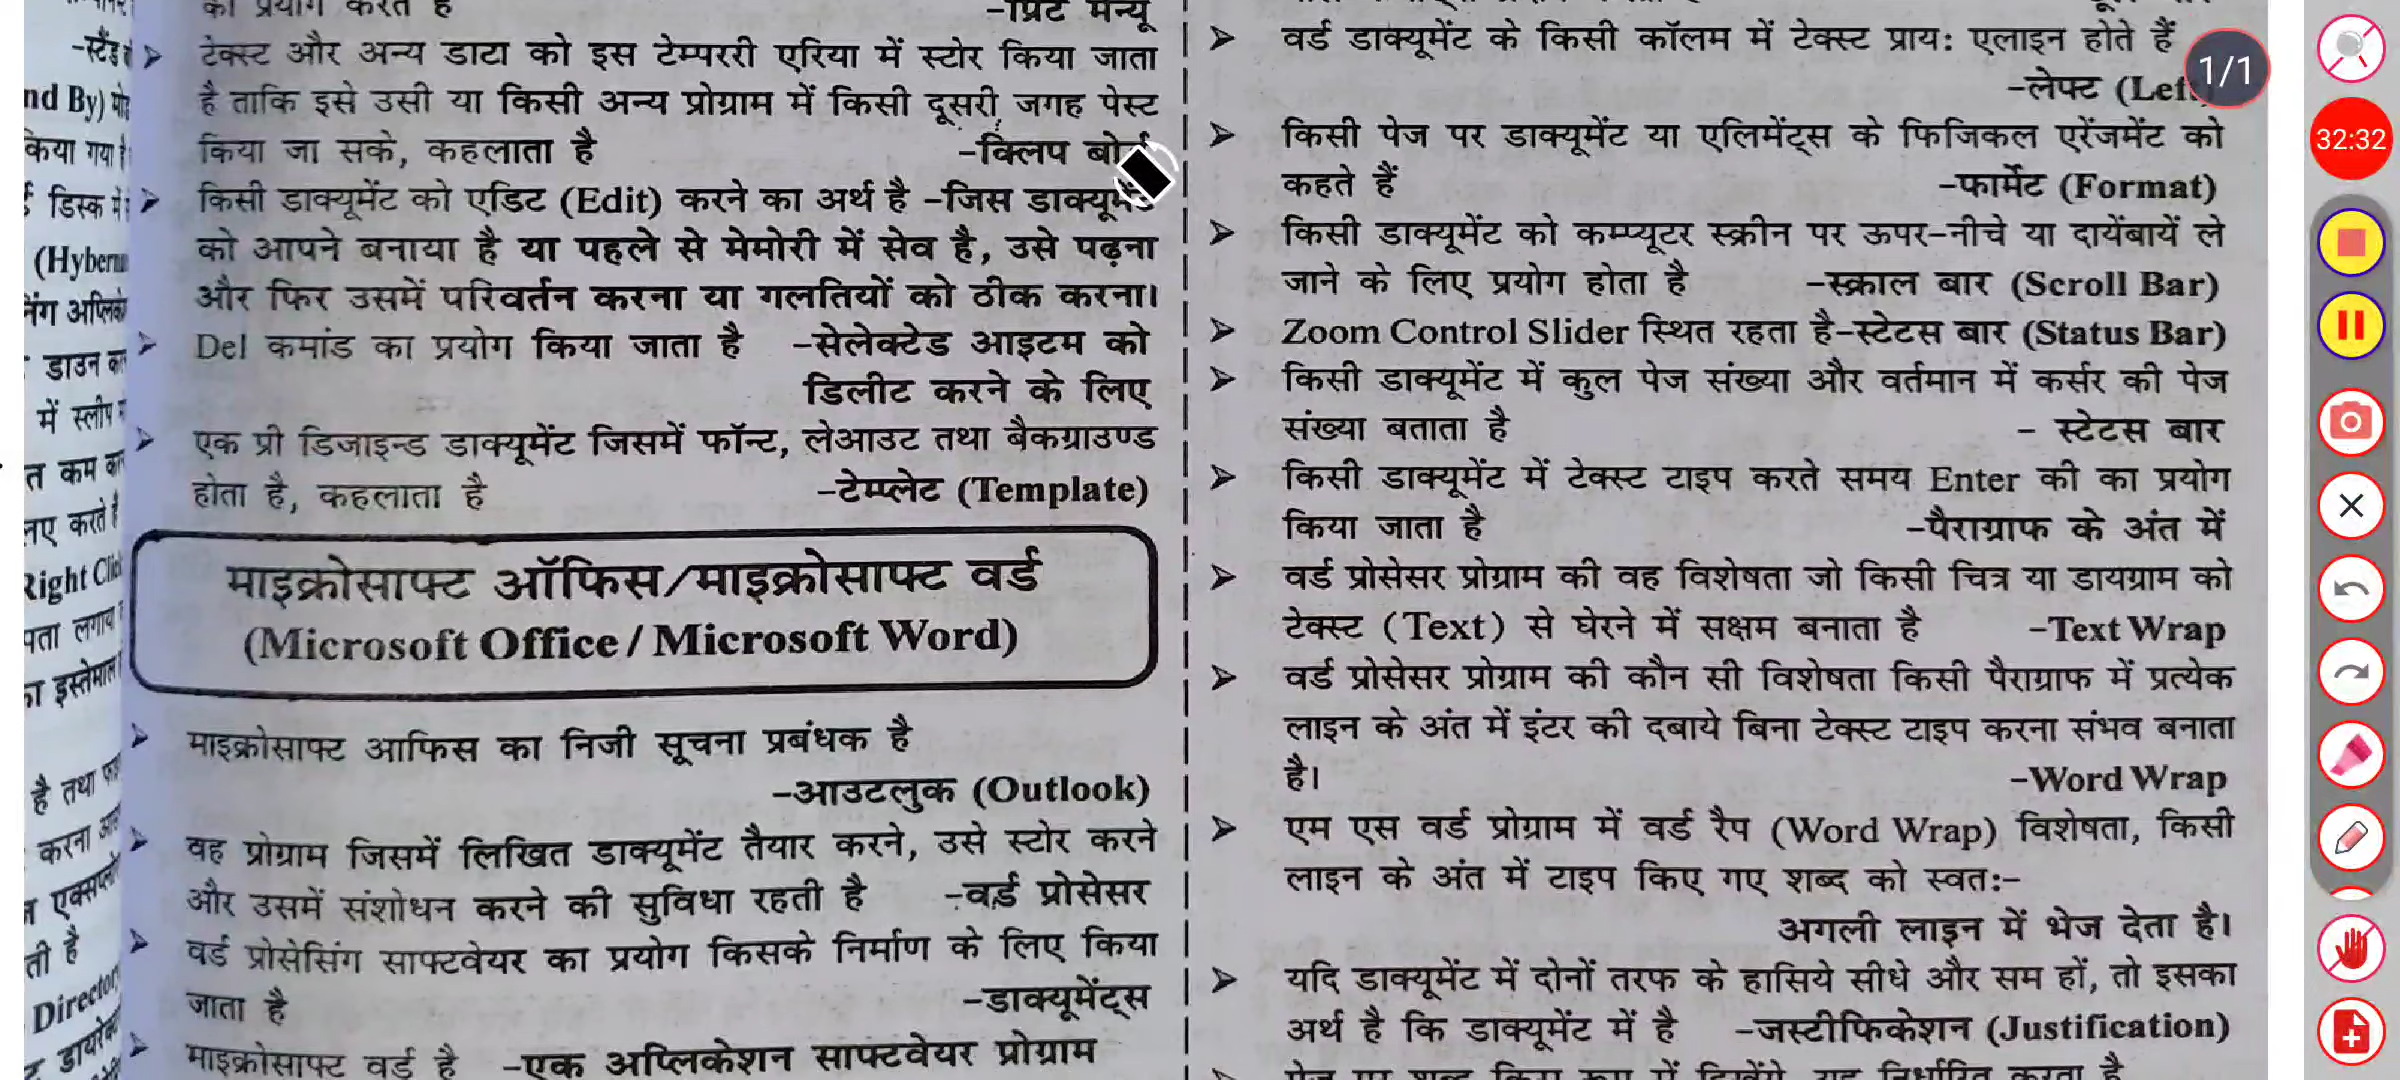 का प्रयोग करते हैं -प्रिंट मेन्यू
टेक्स्ट और अन्य डाटा को इस टेम्पररी एरिया में स्टोर किया जाता
है ताकि इसे उसी या किसी अन्य प्रोग्राम में किसी दूसरी जगह पेस्ट
किया जा सके, कहलाता है -क्लिप
किसी डाक्यूमेंट को एडिट (Edit) करने का अर्थ है -जिस
को आपने बनाया है या पहले से मेमोरी में सेव है, उसे पढ़ना
और फिर उसमें परिवर्तन करना या गलतियों को ठीक करना।
Del कमांड का प्रयोग किया जाता है -सेलेक्टेड आइटम को
डिलीट करने के लिए
एक प्री डिजाइन्ड डाक्यूमेंट जिसमें फॉन्ट, लेआउट तथा बैकग्राउण्ड
होता है, कहलाता है -टेम्प्लेट (Template)
माइक्रोसाफ्ट ऑफिस/माइक्रोसाफ्ट वर्ड
(Microsoft Office / Microsoft Word)
माइक्रोसाफ्ट आफिस का निजी सूचना प्रबंधक है
-आउटलुक (Outlook)
वह प्रोग्राम जिसमें लिखित डाक्यूमेंट तैयार करने, उसे स्टोर करने
और उसमें संशोधन करने की सुविधा रहती है -वर्ड प्रोसेसर
वर्ड प्रोसेसिंग साफ्टवेयर का प्रयोग किसके निर्माण के लिए किया
जाता है -डाक्यूमेंट्स
माइक्रोसाफ्ट वर्ड है -एक अप्लिकेशन साफ्टवेयर प्रोग्राम
वर्ड डाक्यूमेंट के किसी कॉलम में टेक्स्ट प्राय: एलाइन होते हैं
-लेफ्ट
किसी पेज पर डाक्यूमेंट या एलिमेंट्स के फिजिकल एरेंजमेंट को
कहते हैं -फार्मेट (Format)
किसी डाक्यूमेंट को कम्प्यूटर स्क्रीन पर ऊपर-नीचे या दायेंबायें ले
जाने के लिए प्रयोग होता है -स्क्राल बार (Scroll Bar)
Zoom Control Slider स्थित रहता है-स्टेटस बार (Status Bar)
किसी डाक्यूमेंट में कुल पेज संख्या और वर्तमान में कर्सर की पेज
संख्या बताता है - स्टेटस बार
किसी डाक्यूमेंट में टेक्स्ट टाइप करते समय Enter की का प्रयोग
किया जाता है -पैराग्राफ के अंत में
वर्ड प्रोसेसर प्रोग्राम की वह विशेषता जो किसी चित्र या डायग्राम को
टेक्स्ट (Text) से घेरने में सक्षम बनाता है -Text Wrap
वर्ड प्रोसेसर प्रोग्राम की कौन सी विशेषता किसी पैराग्राफ में प्रत्येक
लाइन के अंत में इंटर की दबाये बिना टेक्स्ट टाइप करना संभव बनाता
है। -Word Wrap
एम एस वर्ड प्रोग्राम में वर्ड रैप (Word Wrap) विशेषता, किसी
लाइन के अंत में टाइप किए गए शब्द को स्वतः-
अगली लाइन में भेज देता है।
यदि डाक्यूमेंट में दोनों तरफ के हासिये सीधे और सम हों, तो इसका
अर्थ है कि डाक्यूमेंट में है -जस्टीफिकेशन (Justification)
1/1
32:32